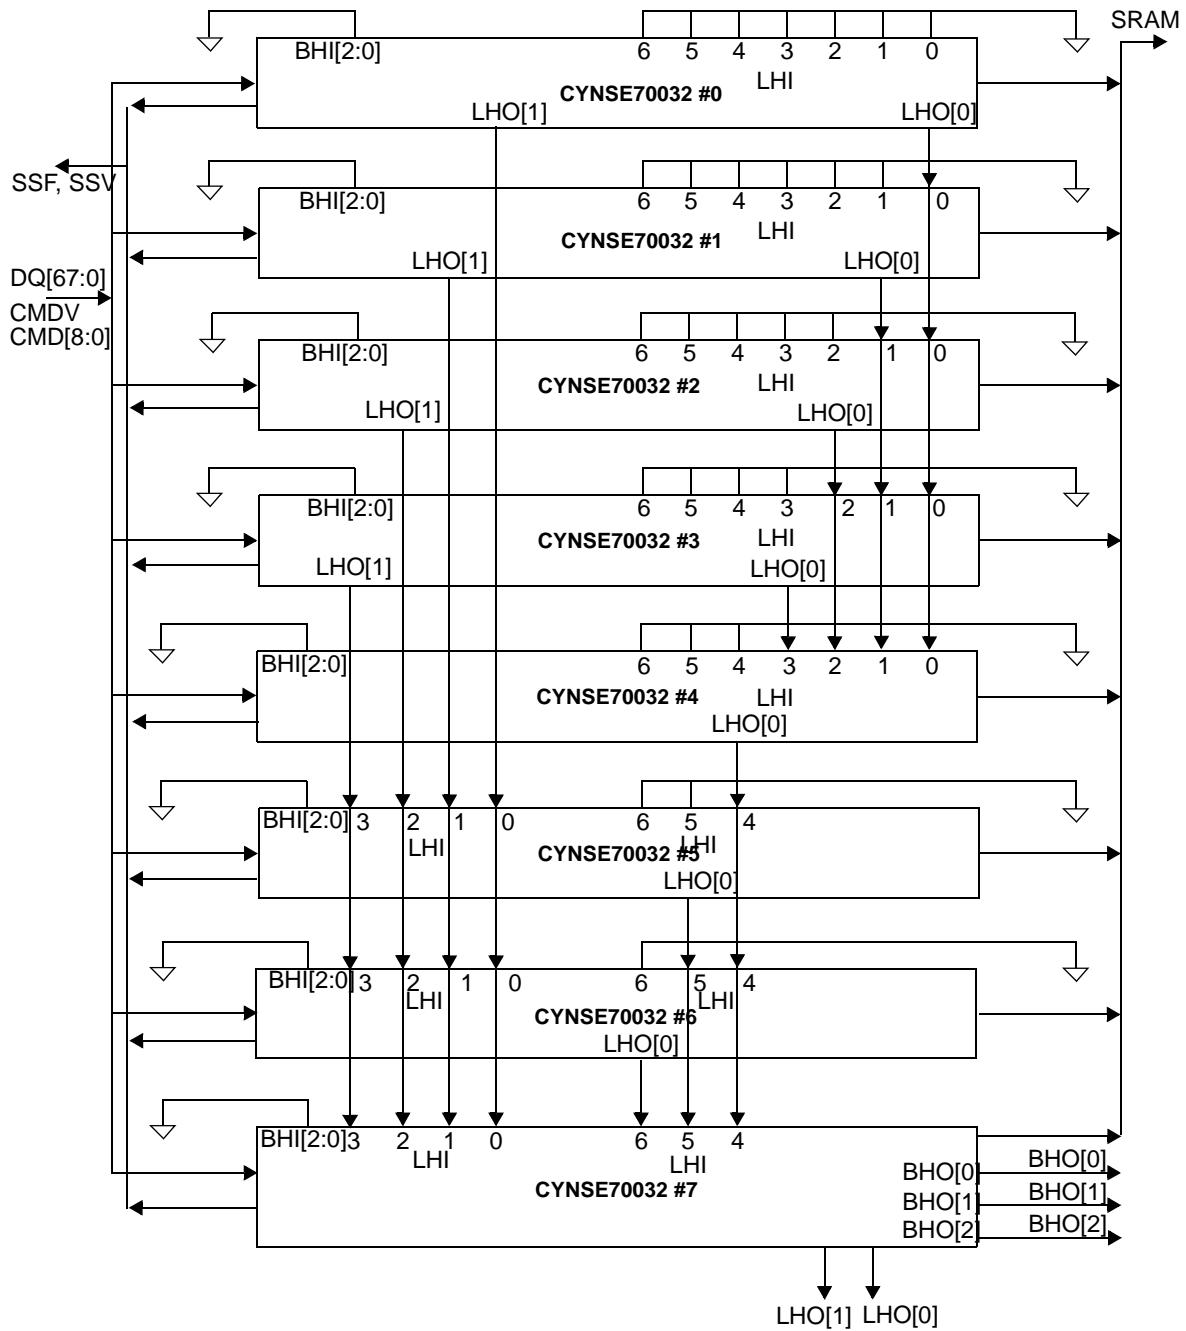 SRAM
BHI[2:0] 6 5 4 3 2 1 0
LHI
CYNSE70032 #0
LHO[1] LHO[0]
SSF, SSV
BHI[2:0] 6 5 4 3 2 1 0
LHI
CYNSE70032 #1
LHO[1] LHO[0]
DQ[67:0]
CMDV
CMD[8:0]
BHI[2:0] 6 5 4 3 2 1 0
LHI
CYNSE70032 #2
LHO[1] LHO[0]
BHI[2:0] 6 5 4 3 2 1 0
LHI
CYNSE70032 #3
LHO[1] LHO[0]
BHI[2:0] 6 5 4 3 2 1 0
LHI
CYNSE70032 #4
LHO[0]
BHI[2:0] 3 2 1 0 6 5 4
LHI LHI
CYNSE70032 #5
LHO[0]
BHI[2:0] 3 2 1 0 6 5 4
LHI LHI
CYNSE70032 #6
LHO[0]
BHI[2:0] 3 2 1 0 6 5 4
LHI LHI
CYNSE70032 #7
BHO[0] BHO[0]
BHO[1] BHO[1]
BHO[2] BHO[2]
LHO[1] LHO[0]